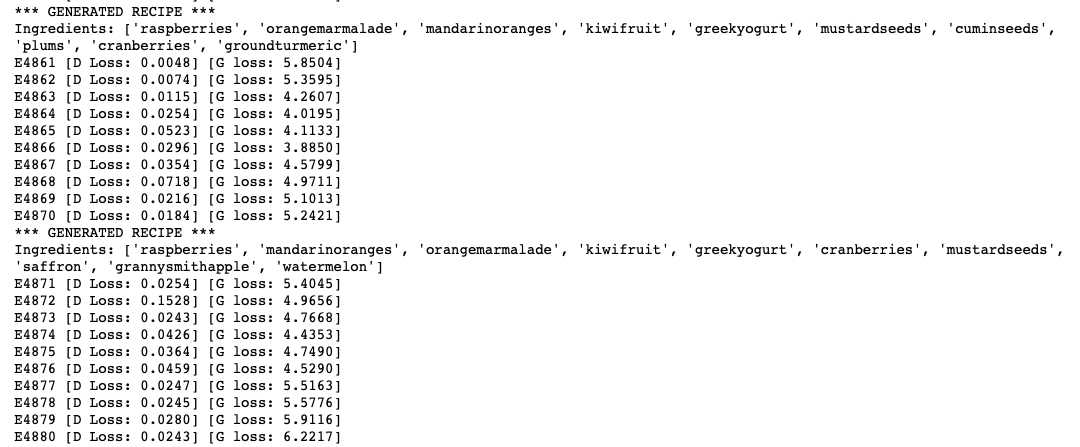 *** GENERATED RECIPE ***
Ingredients: ['raspberries', 'orangemarmalade', 'mandarinoranges', 'kiwifruit', 'greekyogurt', 'mustardseeds', 'cuminseeds',
'plums', 'cranberries', 'groundturmeric']
E4861 [D Loss: 0.0048] [G loss: 5.8504]
E4862 [D Loss: 0.0074] [G loss: 5.3595]
E4863 [D Loss: 0.0115] [G loss: 4.2607]
E4864 [D Loss: 0.0254] [G loss: 4.0195]
E4865 [D Loss: 0.0523] [G loss: 4.1133]
E4866 [D Loss: 0.0296] [G loss: 3.8850]
E4867 [D Loss: 0.0354] [G loss: 4.5799]
E4868 [D Loss: 0.0718] [G loss: 4.9711]
E4869 [D Loss: 0.0216] [G loss: 5.1013]
E4870 [D Loss: 0.0184] [G loss: 5.2421]
*** GENERATED RECIPE ***
Ingredients: ['raspberries', 'mandarinoranges', 'orangemarmalade', 'kiwifruit', 'greekyogurt', 'cranberries', 'mustardseeds',
'saffron', 'grannysmithapple', 'watermelon']
E4871 [D Loss: 0.0254] [G loss: 5.4045]
E4872 [D Loss: 0.1528] [G loss: 4.9656]
E4873 [D Loss: 0.0243] [G loss: 4.7668]
E4874 [D Loss: 0.0426] [G loss: 4.4353]
E4875 [D Loss: 0.0364] [G loss: 4.7490]
E4876 [D Loss: 0.0459] [G loss: 4.5290]
E4877 [D Loss: 0.0247] [G loss: 5.5163]
E4878 [D Loss: 0.0245] [G loss: 5.5776]
E4879 [D Loss: 0.0280] [G loss: 5.9116]
E4880 [D Loss: 0.0243] [G loss: 6.2217]